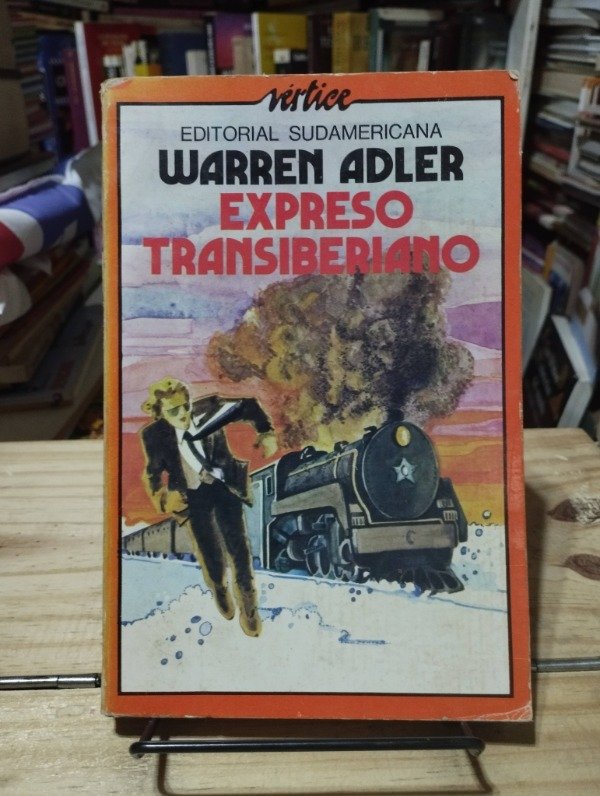 vértice
EDITORIAL SUDAMERICANA
WARREN ADLER
EXPRESO
TRANSIBERIANO